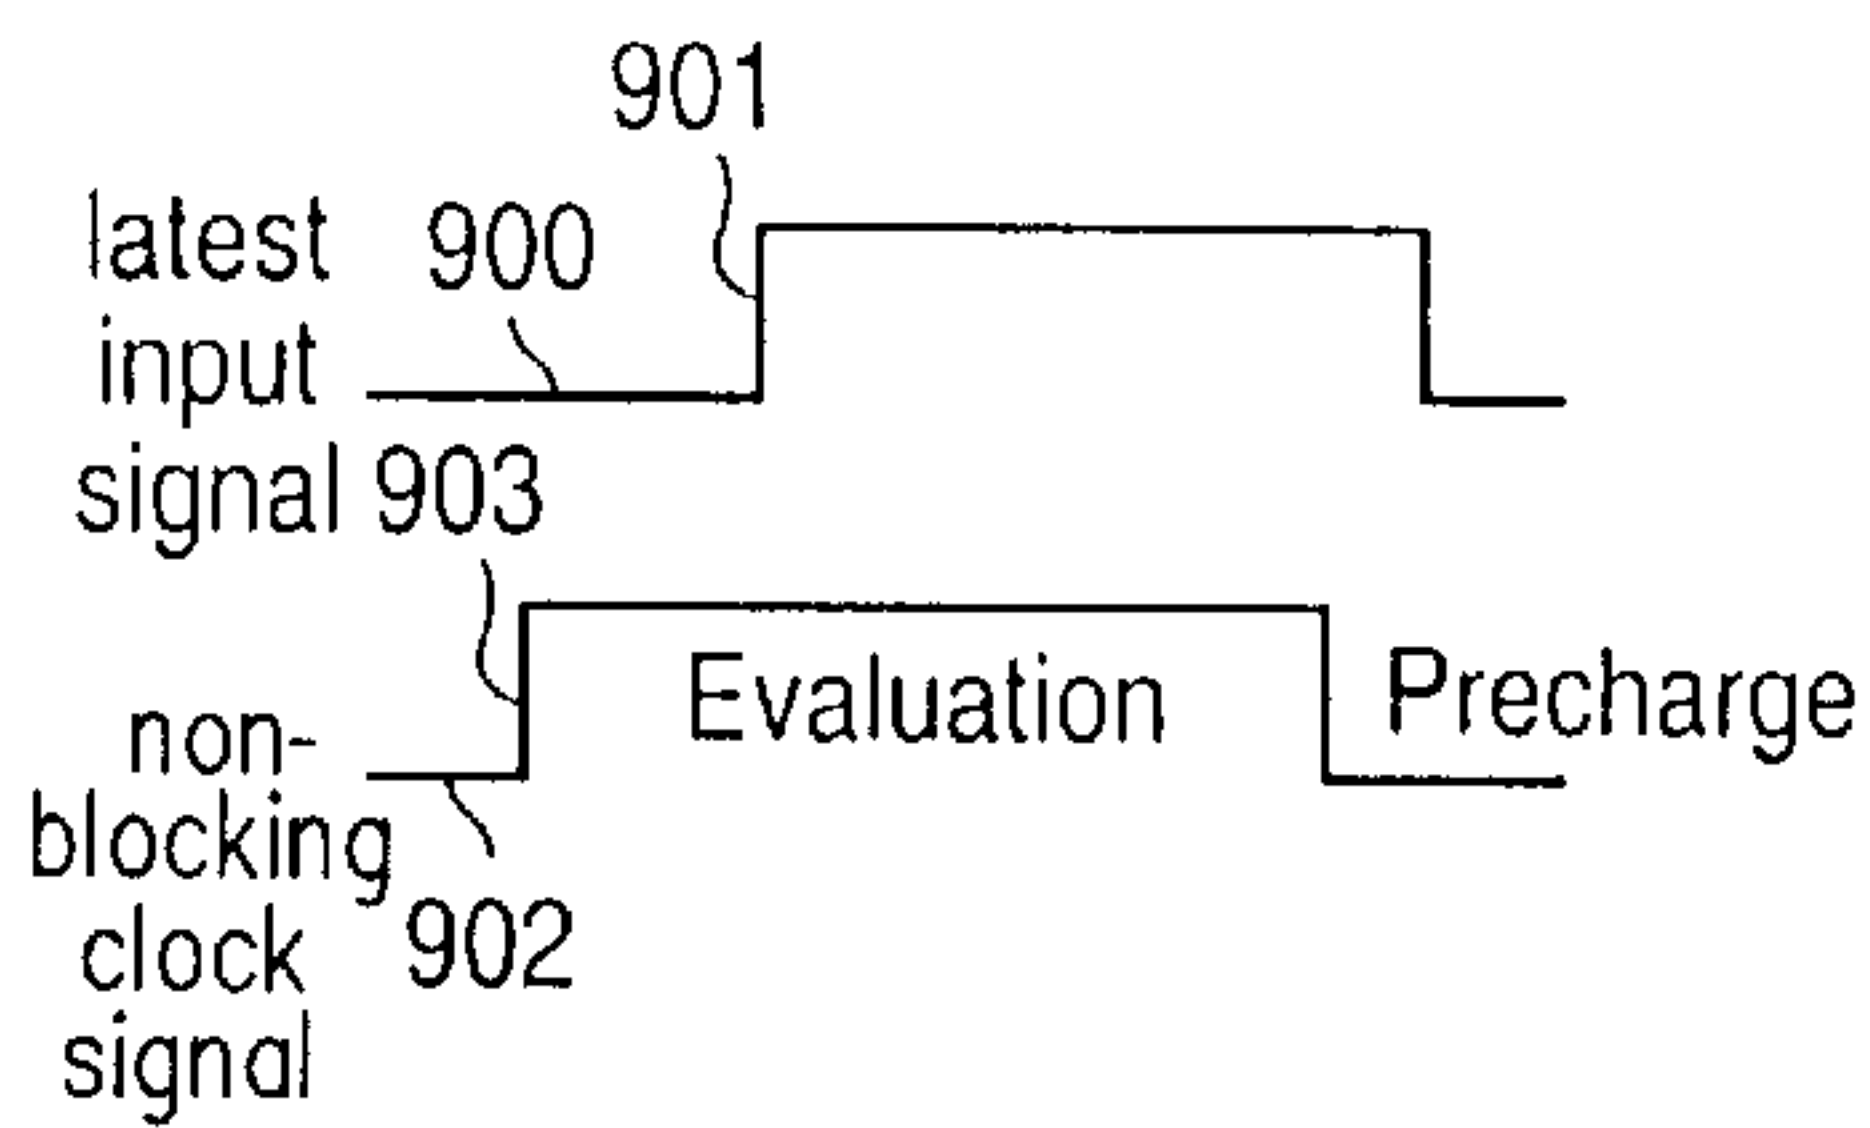 901
latest 900
input
signal 903
Evaluation Precharge
non-
blocking
clock 902
signal